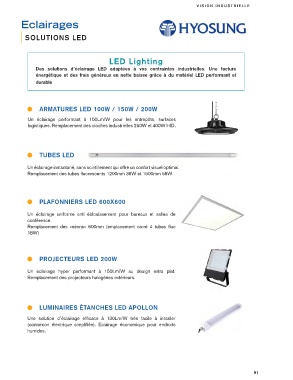 VISION INDUSTRIELLE
Eclairages
SOLUTIONS LED
HYOSUNG
LED Lighting
Des solutions d'éclairage LED adaptées à vos contraintes industrielles. Une facture
énergétique et des frais généraux en nette baisse grâce à du matériel LED performant et
durable
ARMATURES LED 100W / 150W / 200W
Un éclairage performant à 150Lm/W pour les entrepôts, surfaces
logistiques. Remplacement des cloches industrielles 250W et 400W HID.
TUBES LED
Un éclairage instantané, sans scintillement qui offre un confort visuel optimal.
Remplacement des tubes fluorescents 1200mm 36W et 1500mm 58W.
PLAFONNIERS LED 600X600
Un éclairage uniforme anti éblouissement pour bureaux et salles de
conférence.
Remplacement des 600mm (emplacement carré 4 tubes fluo
18W)
PROJECTEURS LED 200W
Un éclairage hyper performant à 150Lm/W au design extra plat.
Remplacement des projecteurs halogènes extérieurs.
LUMINAIRES ÉTANCHES LED APOLLON
Une solution d'éclairage efficace à 120Lm/W très facile à installer
(connexion électrique simplifiée). Eclairage économique pour endroits
humides.